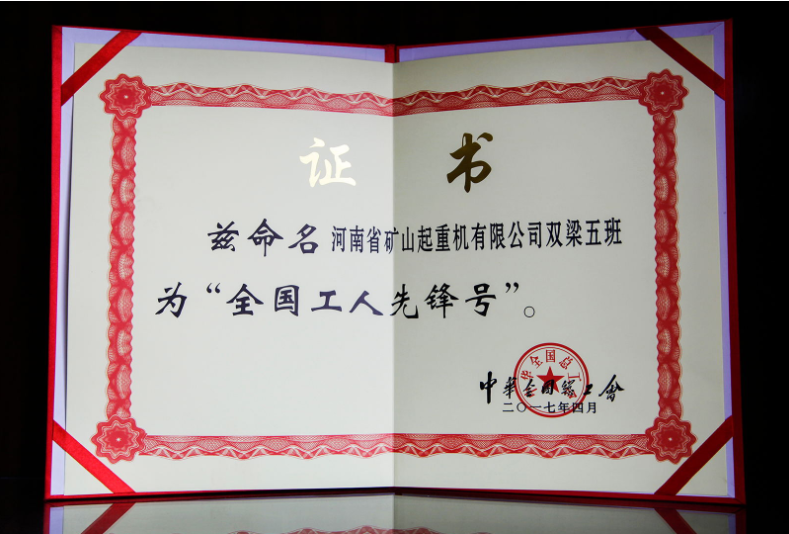 证 书
兹命名河南省矿山起重机有限公司双梁五班
为“全国工人先锋号”。
中华全国总工会
二〇一七年四月